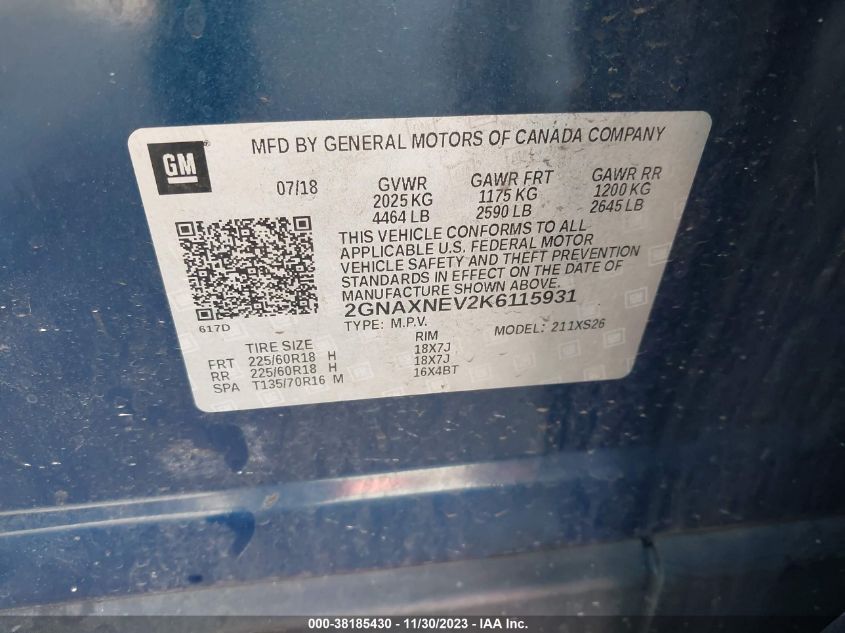 GM
MFD BY GENERAL MOTORS OF CANADA COMPANY
07/18 GVWR GAWR FRT GAWR RR
2025 KG 1175 KG 1200 KG
4464 LB 2590 LB 2645 LB
THIS VEHICLE CONFORMS TO ALL
APPLICABLE U.S. FEDERAL MOTOR
VEHICLE SAFETY AND THEFT PREVENTION
STANDARDS IN EFFECT ON THE DATE OF
MANUFACTURE SHOWN ABOVE.
2GNAXNEV2K6115931
617D TYPE: M.P.V. MODEL: 211XS26
TIRE SIZE RIM
FRT 225/60R18 H 18X7J
RR 225/60R18 H 18X7J
SPA T135/70R16 M 16X4BT
000-38185430 - 11/30/2023 - IAA Inc.